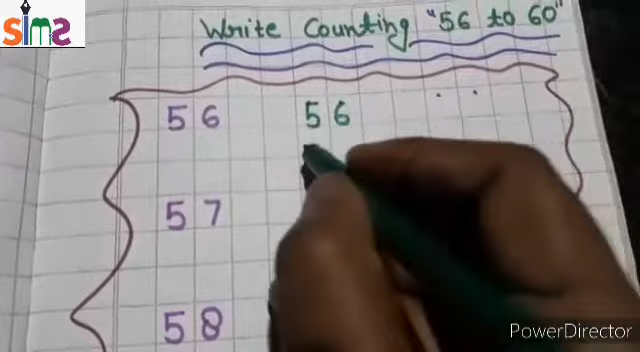 sims
Write Counting "56 to 60"
56 56
57
58
PowerDirector